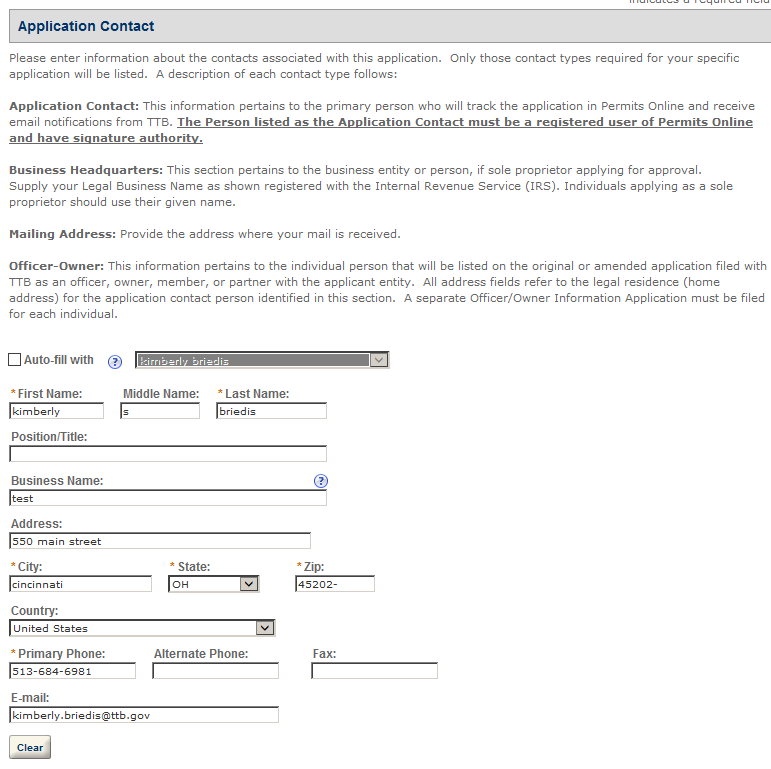 indicates a required field
Application Contact
Please enter information about the contacts associated with this application. Only those contact types required for your specific
application will be listed. A description of each contact type follows:
Application Contact: This information pertains to the primary person who will track the application in Permits Online and receive
email notifications from TTB. The Person listed as the Application Contact must be a registered user of Permits Online
and have signature authority.
Business Headquarters: This section pertains to the business entity or person, if sole proprietor applying for approval.
Supply your Legal Business Name as shown registered with the Internal Revenue Service (IRS). Individuals applying as a sole
proprietor should use their given name.
Mailing Address: Provide the address where your mail is received.
Officer-Owner: This information pertains to the individual person that will be listed on the original or amended application filed with
TTB as an officer, owner, member, or partner with the applicant entity. All address fields refer to the legal residence (home
address) for the application contact person identified in this section. A separate Officer/Owner Information Application must be filed
for each individual.
Auto-fill with ? kimberly briedis
*First Name: Middle Name: *Last Name:
kimberly s briedis
Position/Title:
Business Name: ?
test
Address:
550 main street
*City: *State: *Zip:
cincinnati OH 45202-
Country:
United States
*Primary Phone: Alternate Phone: Fax:
513-684-6981
E-mail:
kimberly.briedis@ttb.gov
Clear